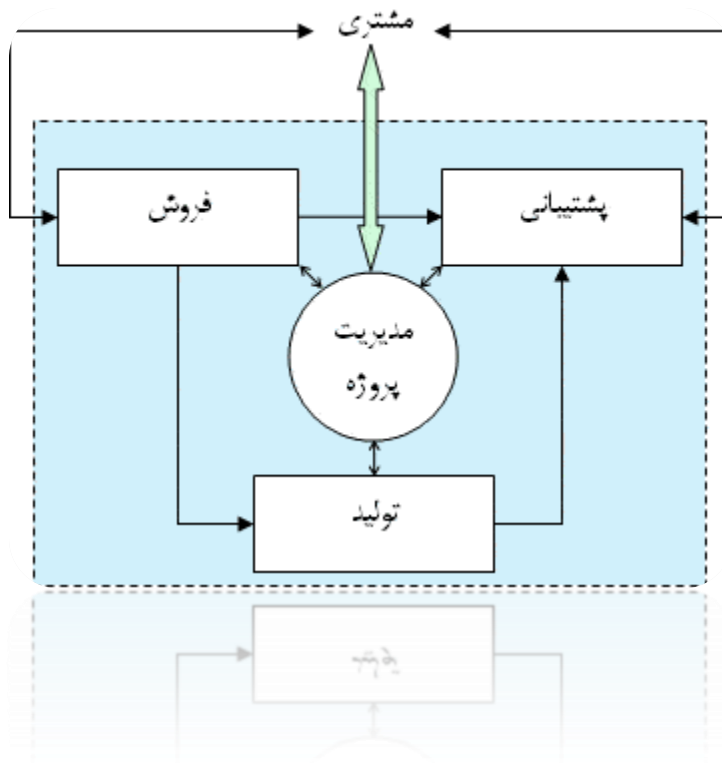 مشتری
فروش
پشتیبانی
مدیریت
پروژه
تولید